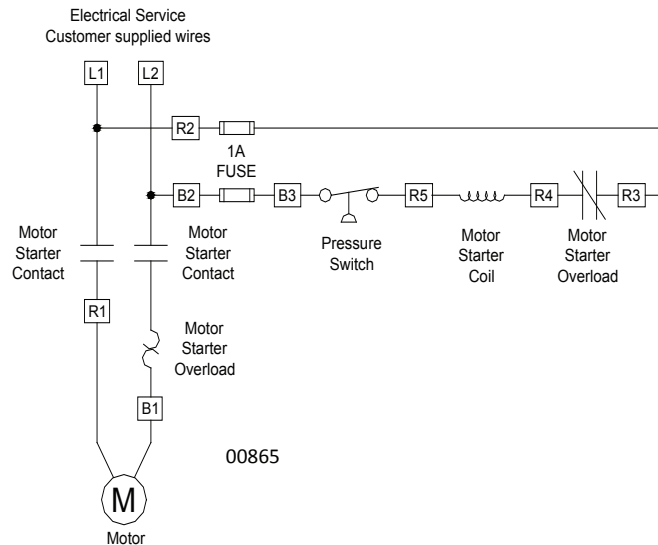 Electrical Service
Customer supplied wires
L1
L2
R2
1A
FUSE
B2
B3
R5
R4
R3
Pressure
Switch
Motor
Starter
Coil
Motor
Starter
Overload
Motor
Starter
Contact
Motor
Starter
Contact
R1
Motor
Starter
Overload
B1
00865
M
Motor